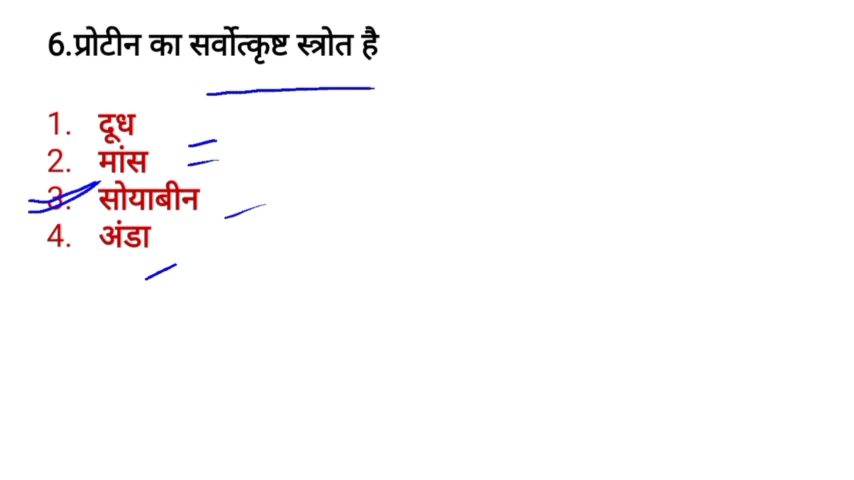 6.प्रोटीन का सर्वोत्कृष्ट स्त्रोत है
1. दूध
2. मांस
3. सोयाबीन
4. अंडा